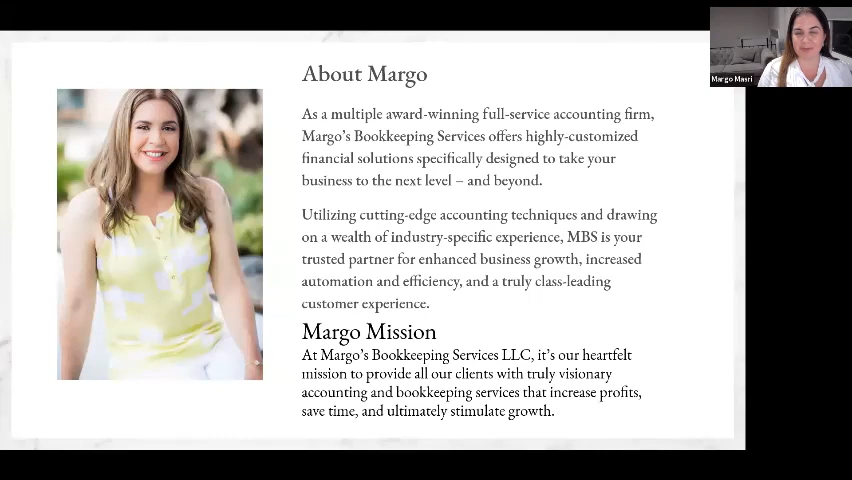 About Margo
As a multiple award-winning full-service accounting firm,
Margo's Bookkeeping Services offers highly-customized
financial solutions specifically designed to take your
business to the next level – and beyond.
Utilizing cutting-edge accounting techniques and drawing
on a wealth of industry-specific experience, MBS is your
trusted partner for enhanced business growth, increased
automation and efficiency, and a truly class-leading
customer experience.
Margo Mission
At Margo's Bookkeeping Services LLC, it's our heartfelt
mission to provide all our clients with truly visionary
accounting and bookkeeping services that increase profits,
save time, and ultimately stimulate growth.
Margo Masri